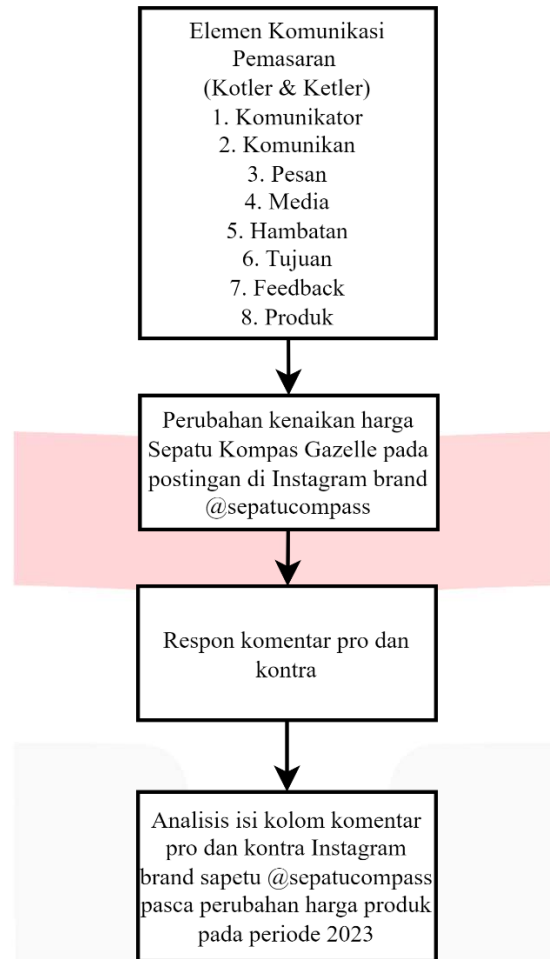 Elemen Komunikasi
Pemasaran
(Kotler & Ketler)
1. Komunikator
2. Komunikan
3. Pesan
4. Media
5. Hambatan
6. Tujuan
7. Feedback
8. Produk
Perubahan kenaikan harga
Sepatu Kompas Gazelle pada
postingan di Instagram brand
@sepatucompass
Respon komentar pro dan
kontra
Analisis isi kolom komentar
pro dan kontra Instagram
brand sapetu @sepatucompass
pasca perubahan harga produk
pada periode 2023